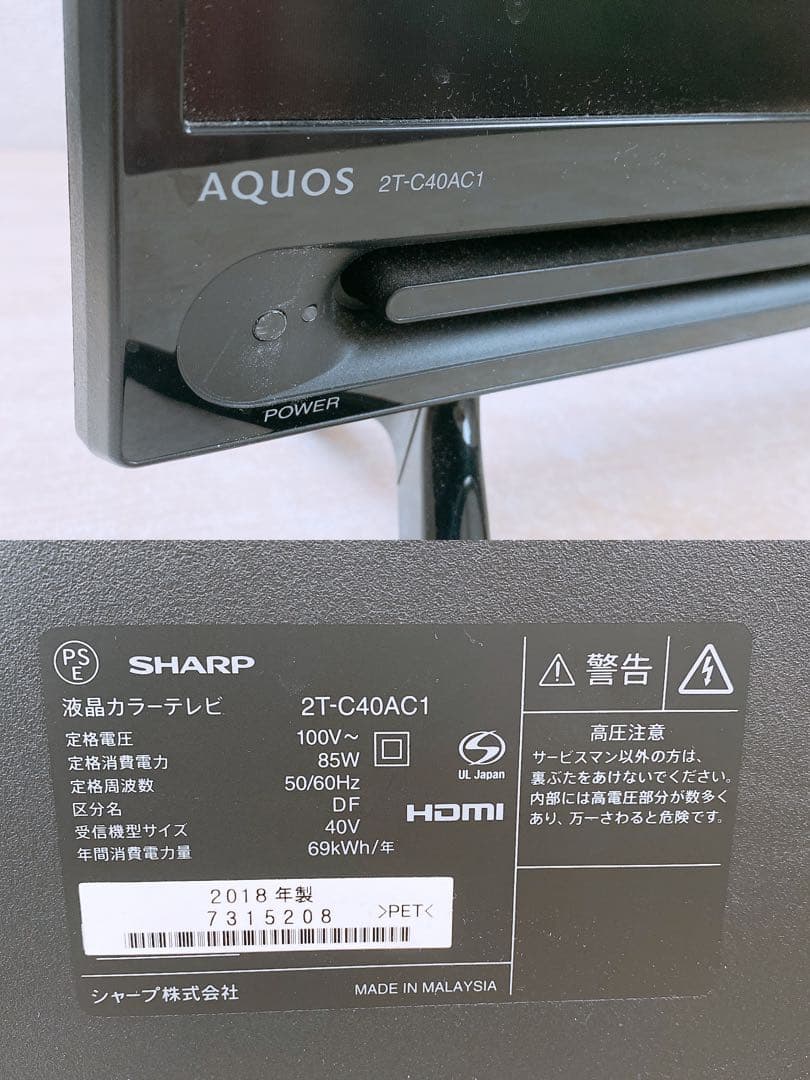 AQUOS 2T-C40AC1
POWER
PS
E
SHARP
液晶カラーテレビ 2T-C40AC1
定格電圧 100V～
定格消費電力 85W
定格周波数 50/60Hz
区分名 DF
受信機型サイズ 40V
年間消費電力量 69kWh/年
UL Japan
HDMI
2018年製
7315208
>PET<
シャープ株式会社 MADE IN MALAYSIA
警告
高圧注意
サービスマン以外の方は、
裏ぶたをあけないでください。
内部には高電圧部分が数多く
あり、万一さわると危険です。